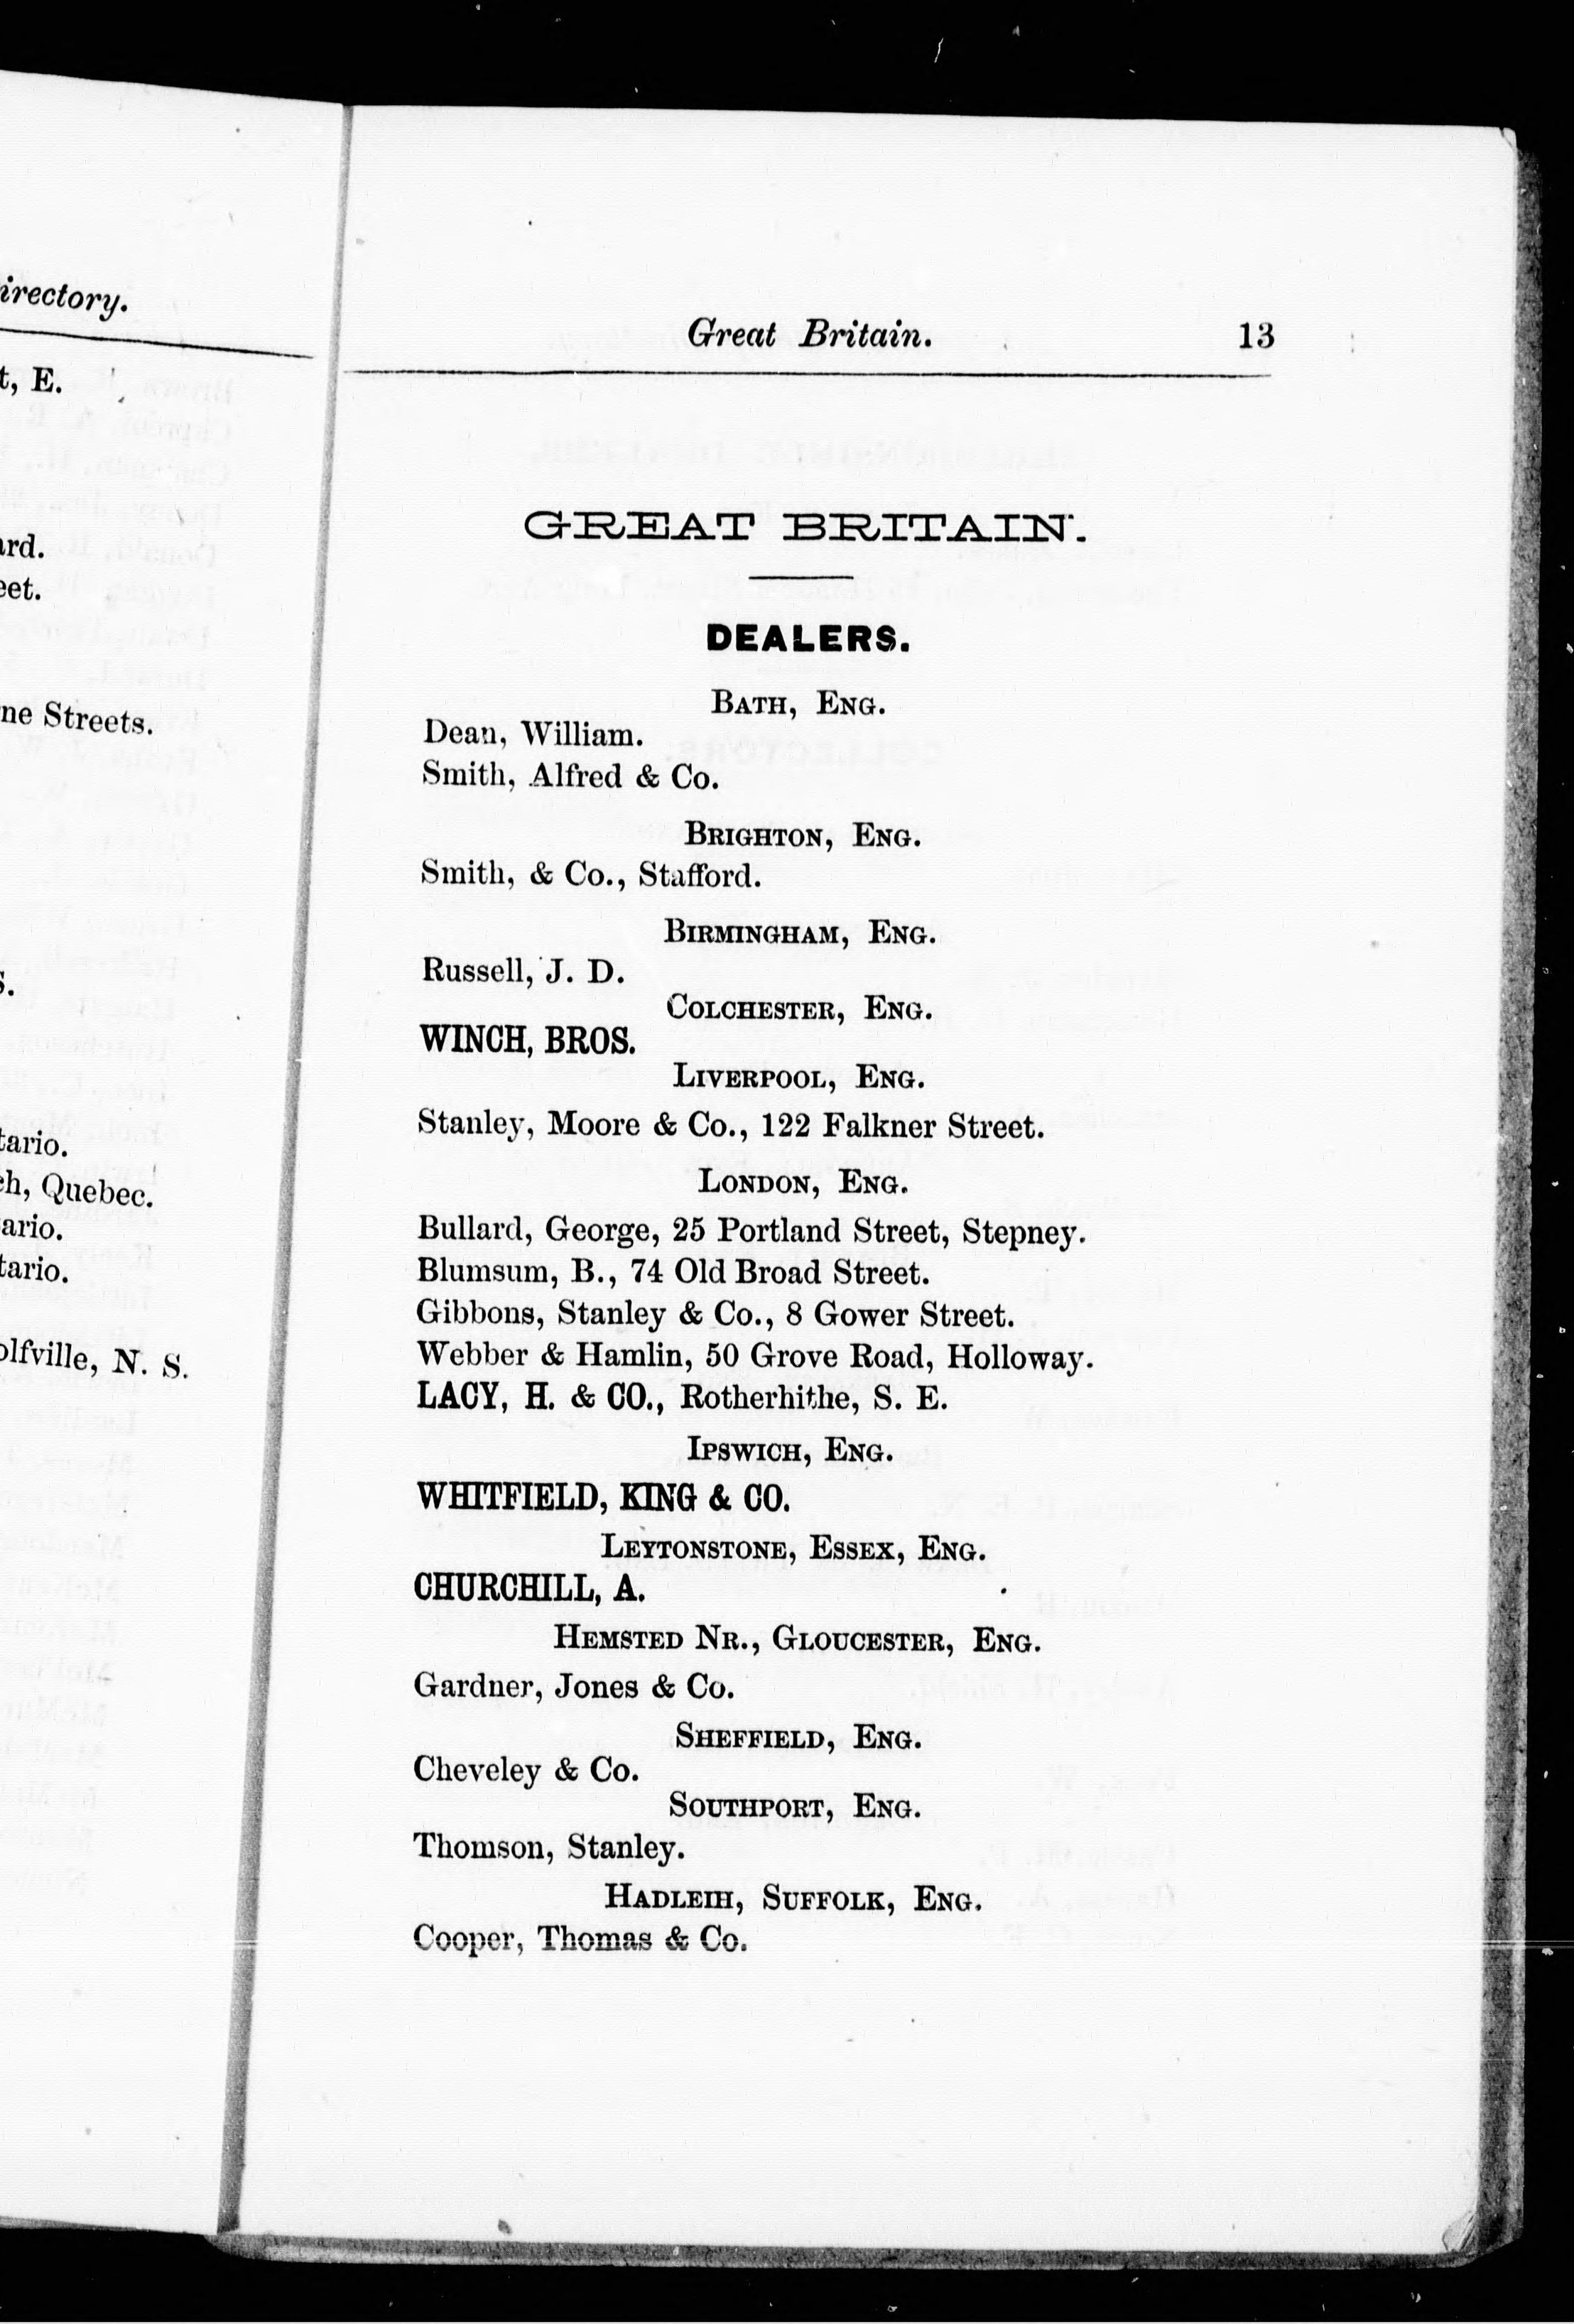 irectory.
t, E.
rd.
eet.
ne Streets.
S.
tario.
h, Quebec.
ario.
tario.
olfville, N. S.
Great Britain. 13
GREAT BRITAIN.
DEALERS.
BATH, ENG.
Dean, William.
Smith, Alfred & Co.
BRIGHTON, ENG.
Smith, & Co., Stafford.
BIRMINGHAM, ENG.
Russell, J. D.
COLCHESTER, ENG.
WINCH, BROS.
LIVERPOOL, ENG.
Stanley, Moore & Co., 122 Falkner Street.
LONDON, ENG.
Bullard, George, 25 Portland Street, Stepney.
Blumsum, B., 74 Old Broad Street.
Gibbons, Stanley & Co., 8 Gower Street.
Webber & Hamlin, 50 Grove Road, Holloway.
LACY, H. & CO., Rotherhithe, S. E.
IPSWICH, ENG.
WHITFIELD, KING & CO.
LEYTONSTONE, ESSEX, ENG.
CHURCHILL, A.
HEMSTED NR., GLOUCESTER, ENG.
Gardner, Jones & Co.
SHEFFIELD, ENG.
Cheveley & Co.
SOUTHPORT, ENG.
Thomson, Stanley.
HADLEIH, SUFFOLK, ENG.
Cooper, Thomas & Co.